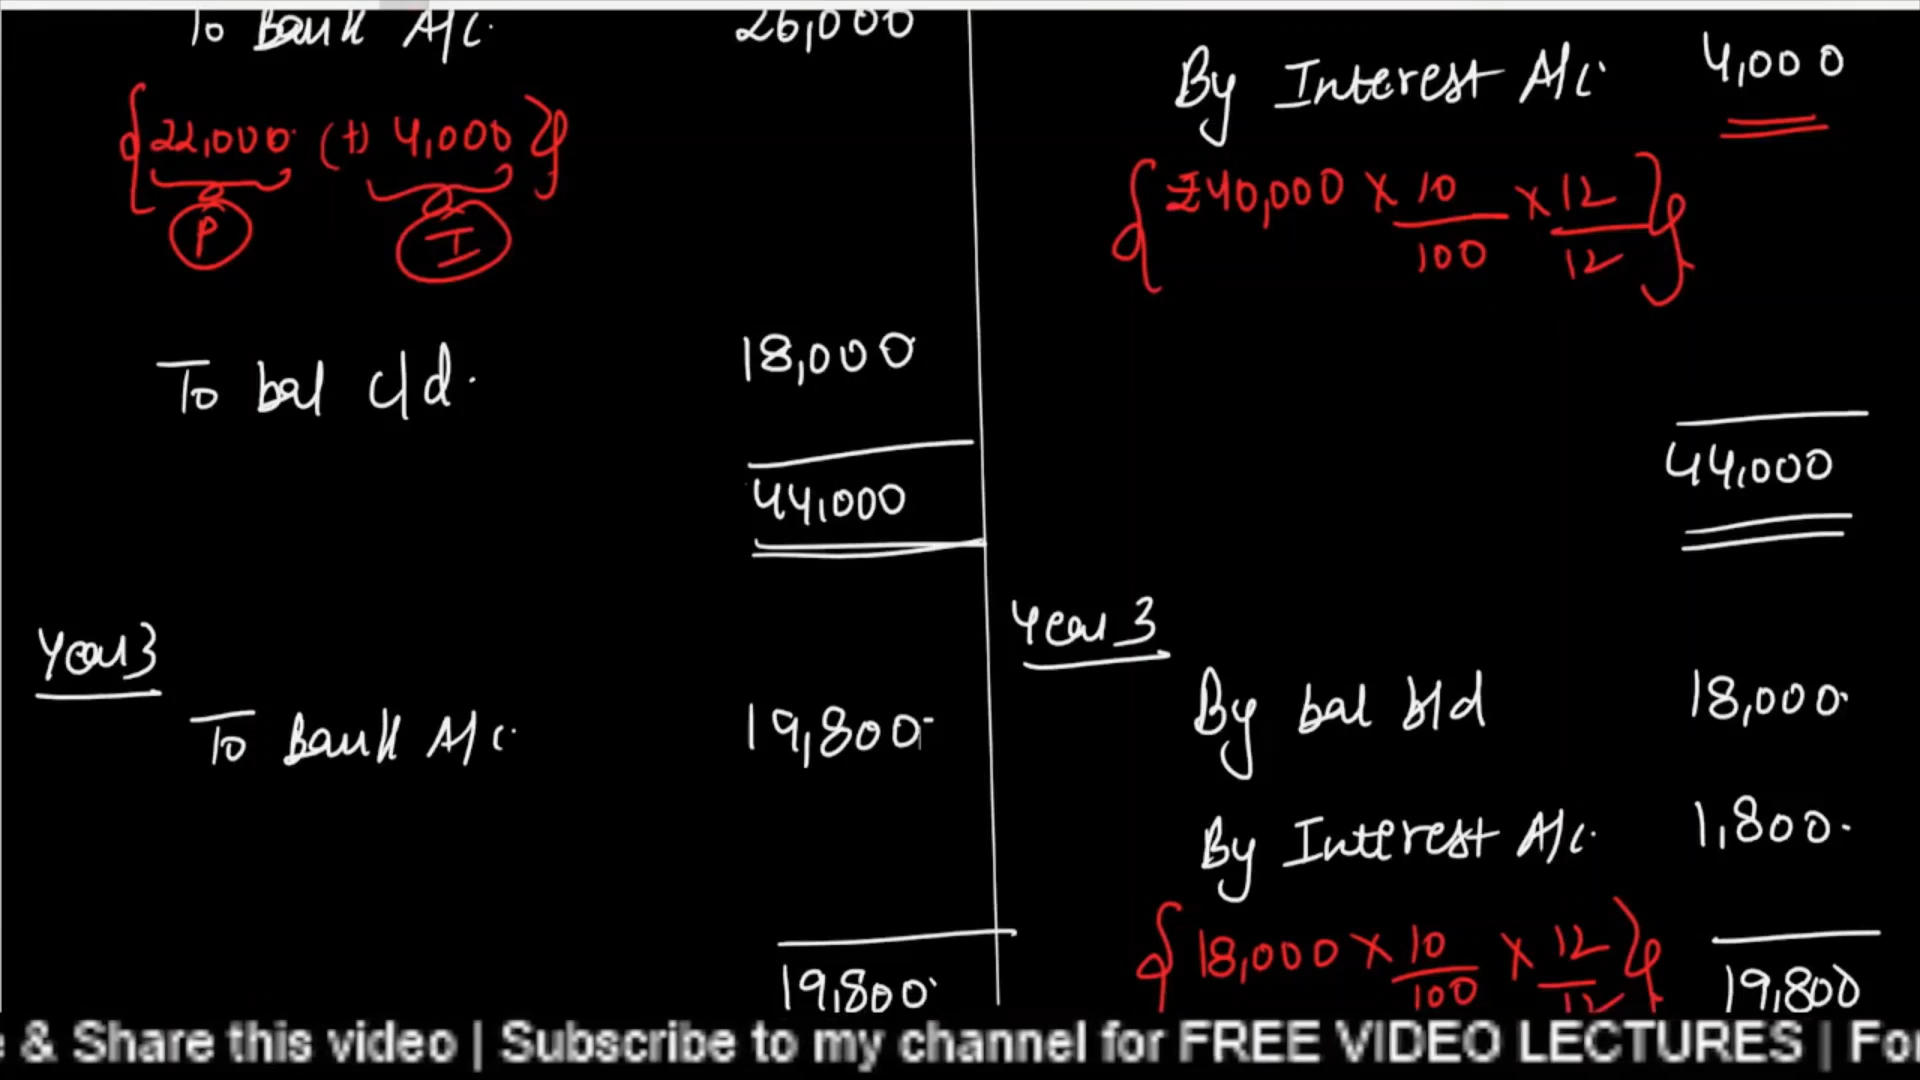 To Bank A/c. 26,000
{22,000 (+) 4,000}
P I
To bal c/d. 18,000
44,000
Year 3
To Bank A/c. 19,800
19,800
By Interest A/c. 4,000
{₹40,000 × 10/100 × 12/12}
44,000
Year 3
By bal b/d 18,000
By Interest A/c. 1,800
{18,000 × 10/100 × 12/12}
19,800
& Share this video | Subscribe to my channel for FREE VIDEO LECTURES |